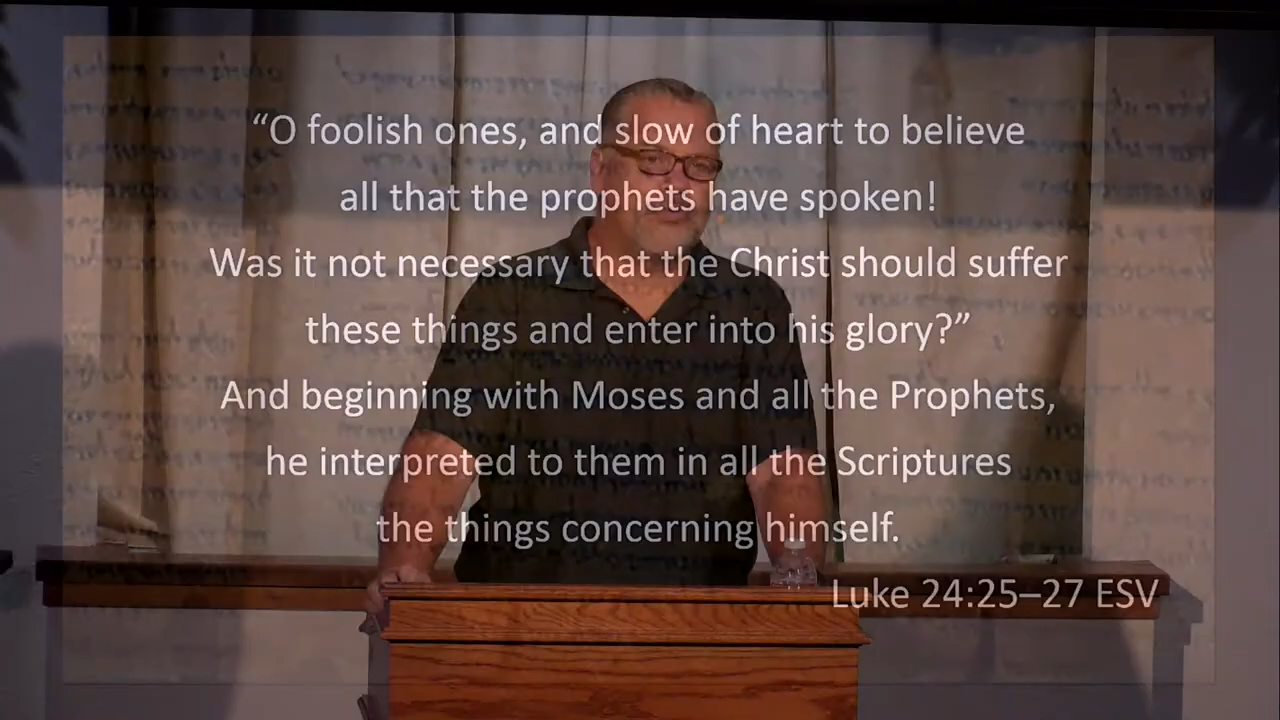 “O foolish ones, and slow of heart to believe
all that the prophets have spoken!
Was it not necessary that the Christ should suffer
these things and enter into his glory?”
And beginning with Moses and all the Prophets,
he interpreted to them in all the Scriptures
the things concerning himself.
Luke 24:25–27 ESV